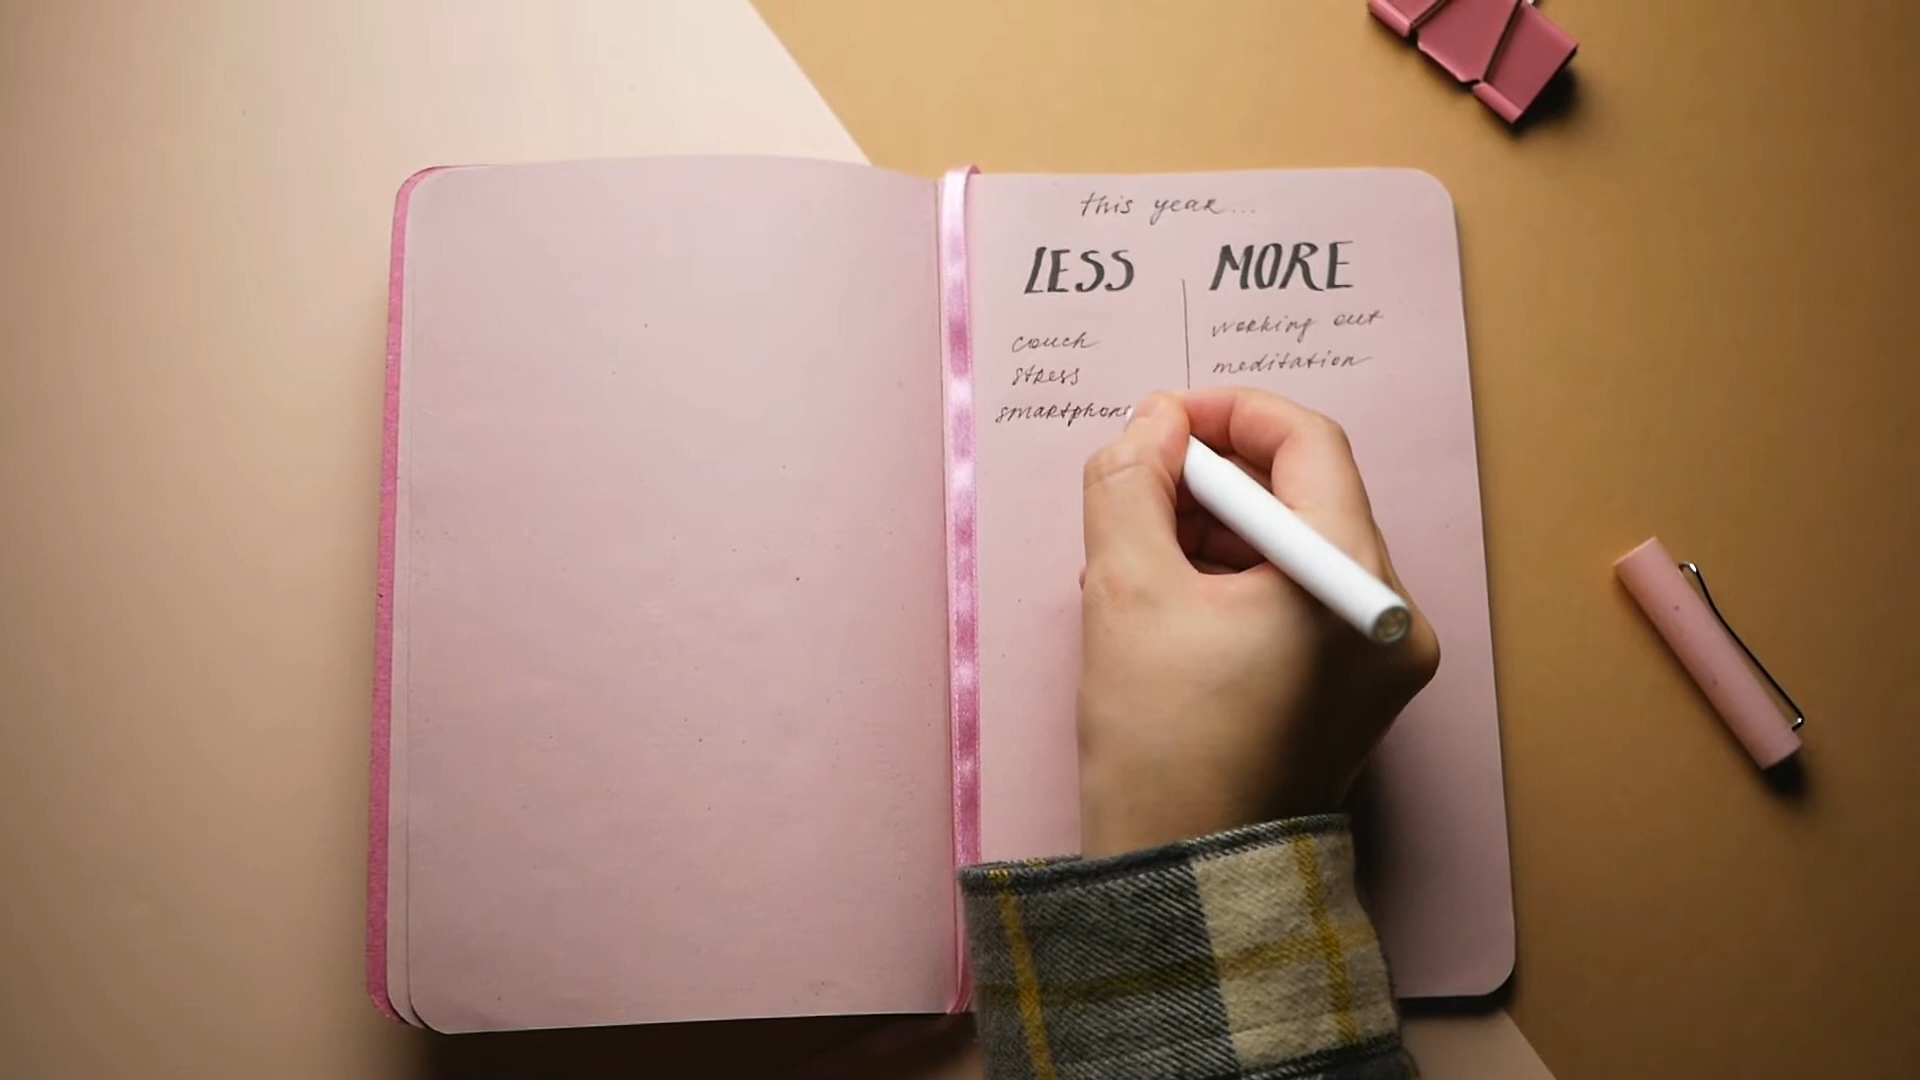 this year...
LESS
MORE
couch
stress
smartphone
working out
meditation